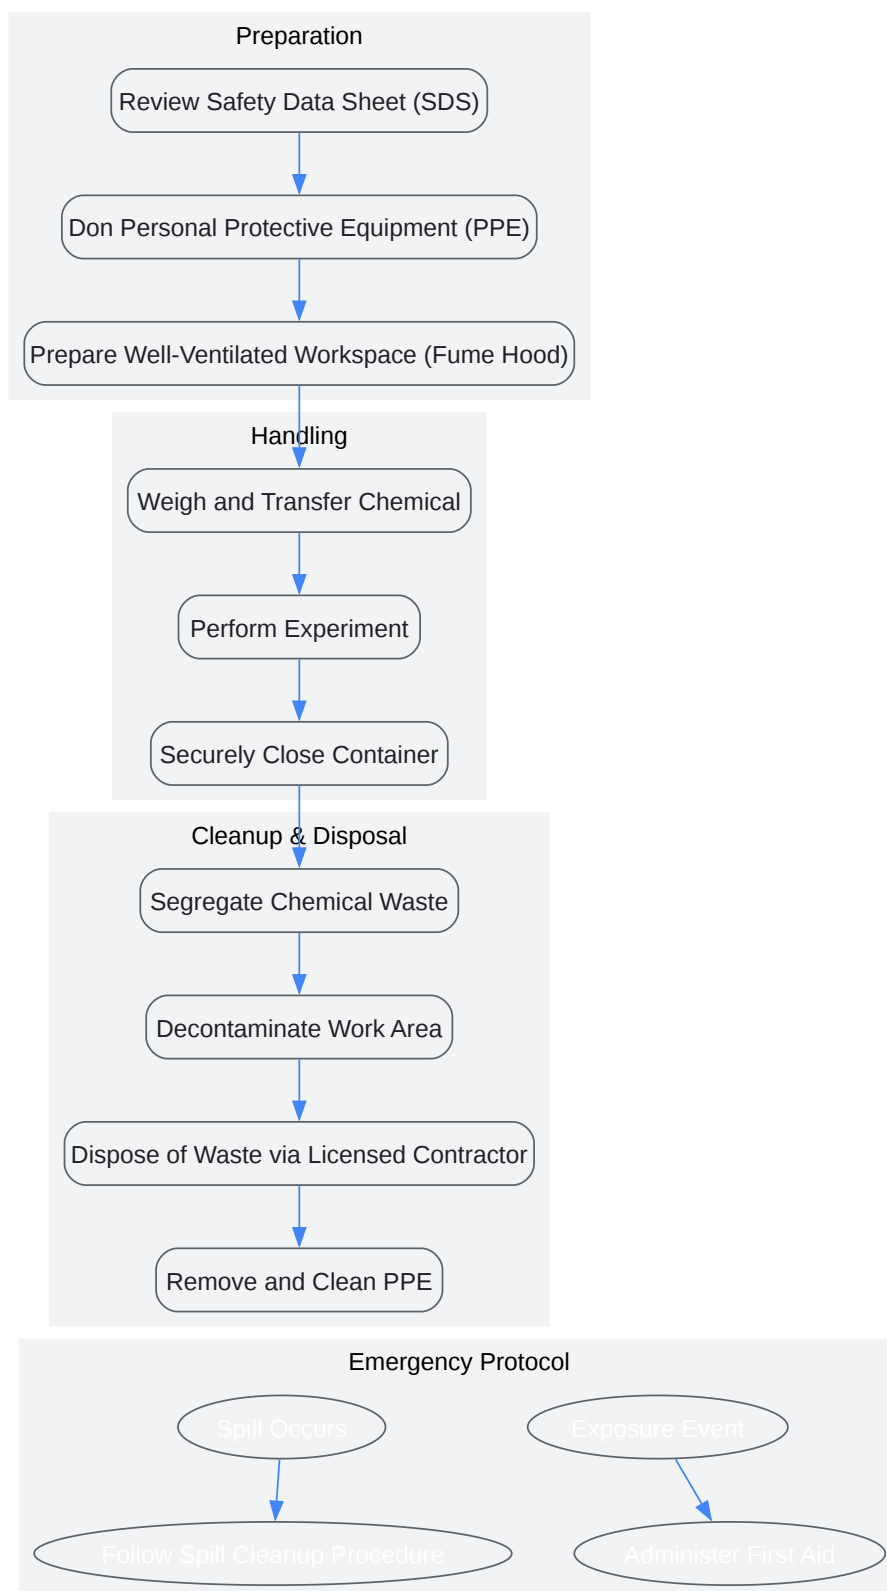 Preparation
Review Safety Data Sheet (SDS)
Don Personal Protective Equipment (PPE)
Prepare Well-Ventilated Workspace (Fume Hood)
Handling
Weigh and Transfer Chemical
Perform Experiment
Securely Close Container
Cleanup & Disposal
Segregate Chemical Waste
Decontaminate Work Area
Dispose of Waste via Licensed Contractor
Remove and Clean PPE
Emergency Protocol
Spill Occurs
Exposure Event
Follow Spill Cleanup Procedure
Administer First Aid